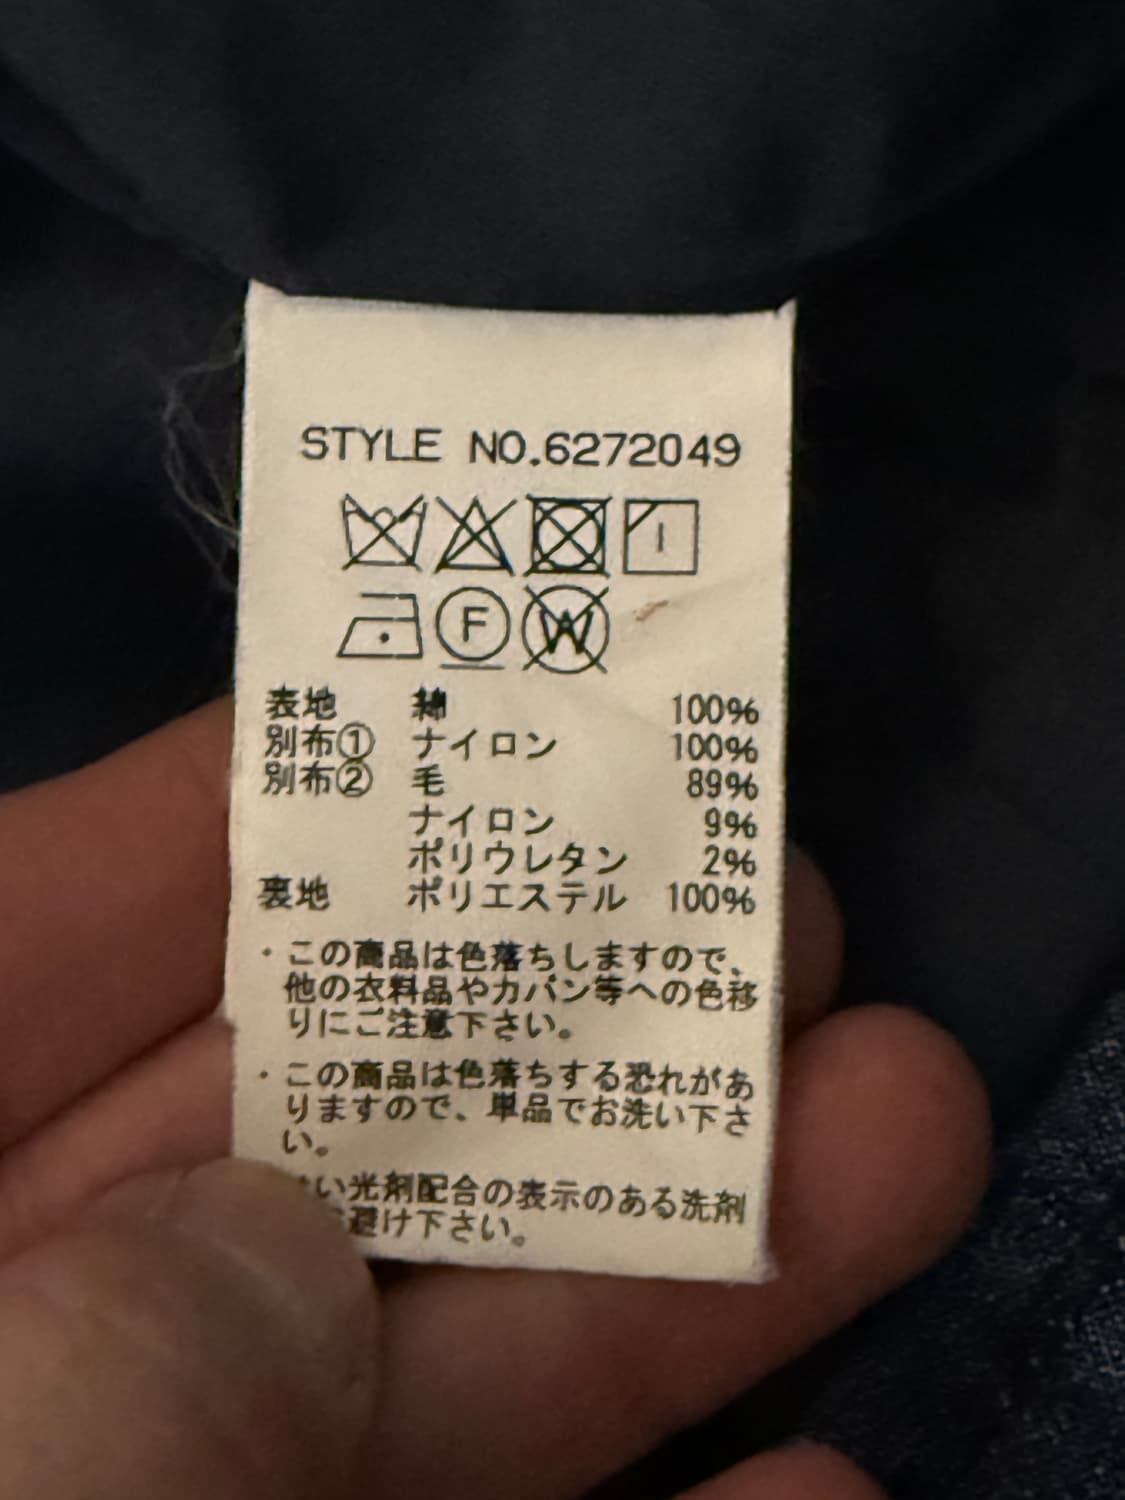 STYLE NO.6272049
F
W
表地 綿 100%
別布① ナイロン 100%
別布② 毛 89%
ナイロン 9%
ポリウレタン 2%
裏地 ポリエステル 100%
・この商品は色落ちしますので、
他の衣料品やカバン等への色移
りにご注意下さい。
・この商品は色落ちする恐れがあ
りますので、単品でお洗い下さ
い。
い光剤配合の表示のある洗剤
避け下さい。